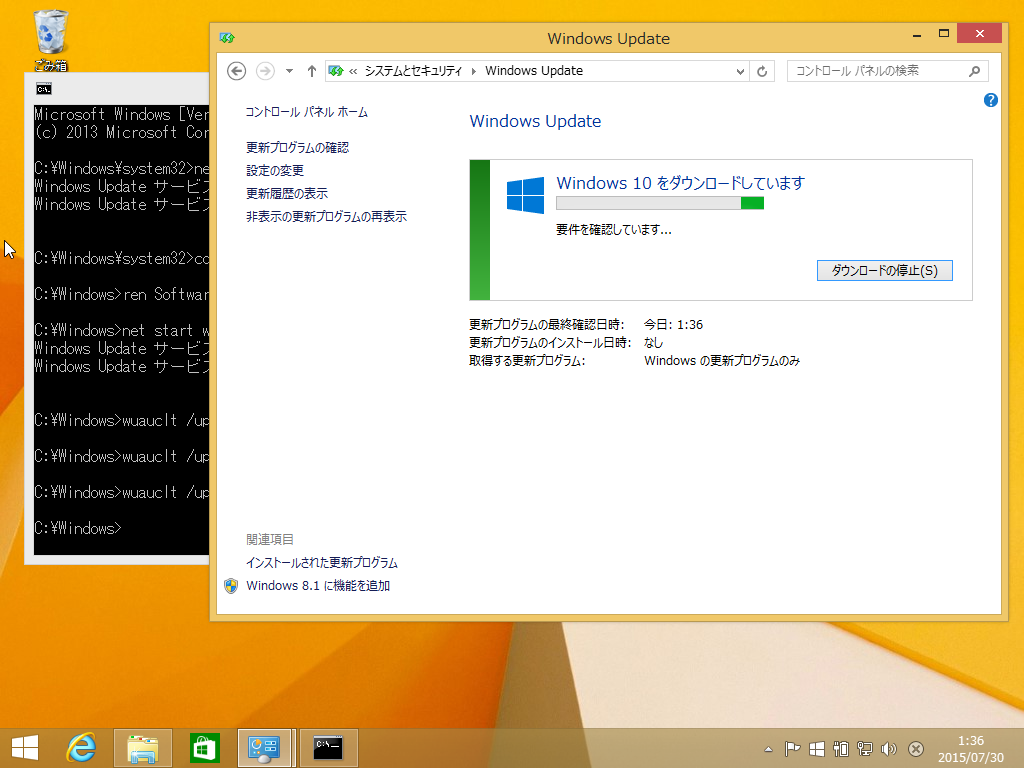 ごみ箱
Windows Update
« システムとセキュリティ ▸ Windows Update
コントロール パネルの検索
コントロール パネル ホーム
更新プログラムの確認
設定の変更
更新履歴の表示
非表示の更新プログラムの再表示
関連項目
インストールされた更新プログラム
Windows 8.1 に機能を追加
Windows Update
Windows 10 をダウンロードしています
要件を確認しています...
ダウンロードの停止(S)
更新プログラムの最終確認日時: 今日: 1:36
更新プログラムのインストール日時: なし
取得する更新プログラム: Windows の更新プログラムのみ
C:\.
Microsoft Windows [Ver
(c) 2013 Microsoft Cor
C:¥Windows¥system32>ne
Windows Update サービス
Windows Update サービス
C:¥Windows¥system32>cd
C:¥Windows>ren Softwar
C:¥Windows>net start w
Windows Update サービス
Windows Update サービス
C:¥Windows>wuauclt /up
C:¥Windows>wuauclt /up
C:¥Windows>wuauclt /up
C:¥Windows>
1:36
2015/07/30